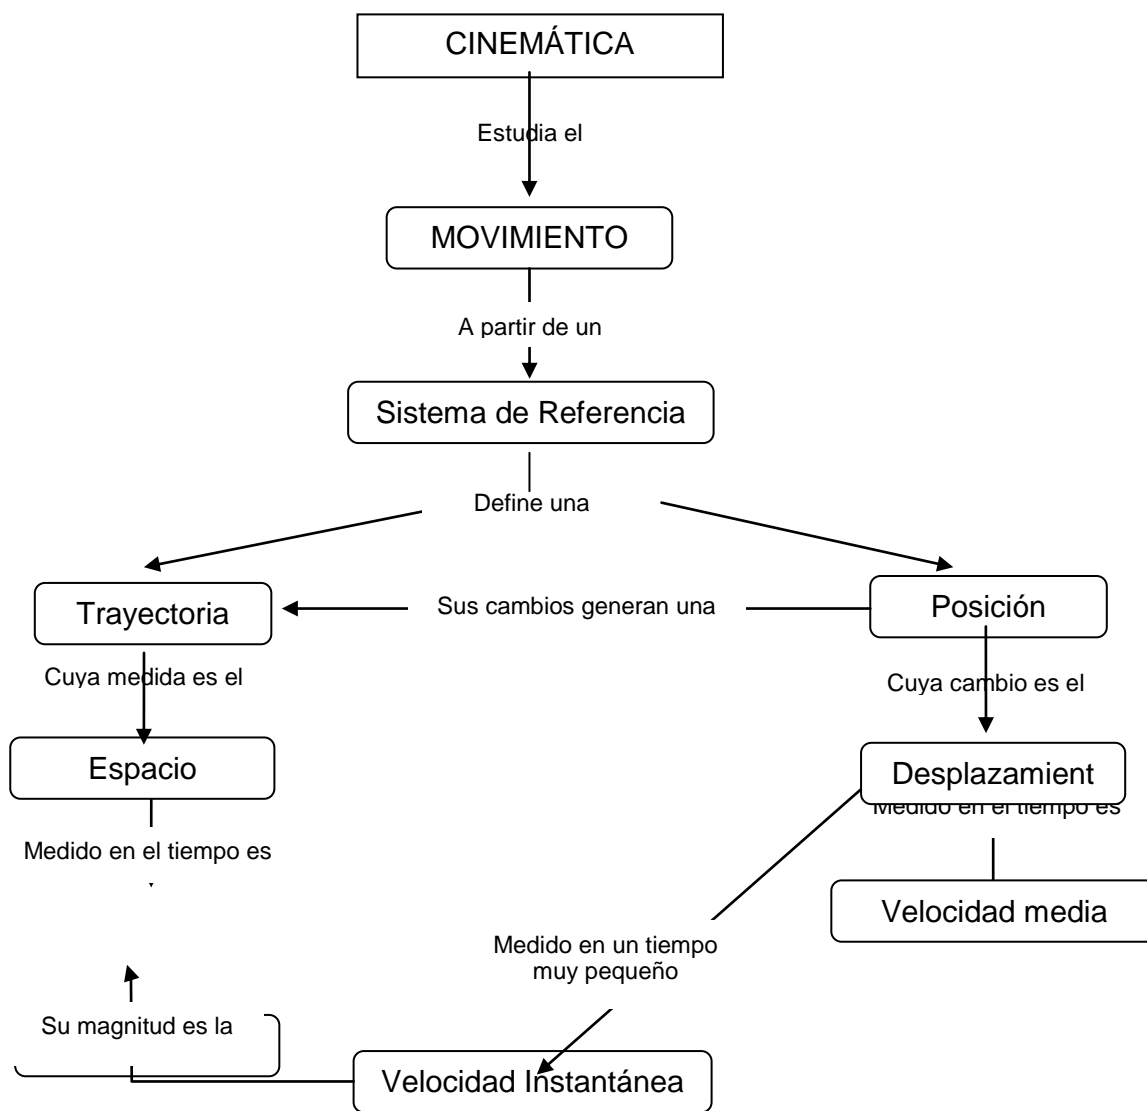 CINEMÁTICA
Estudia el
MOVIMIENTO
A partir de un
Sistema de Referencia
Define una
Trayectoria
Sus cambios generan una
Posición
Cuya medida es el
Cuya cambio es el
Espacio
Desplazamient
Medido en el tiempo es
Medido en el tiempo es
Velocidad media
Medido en un tiempo
muy pequeño
Su magnitud es la
Velocidad Instantánea